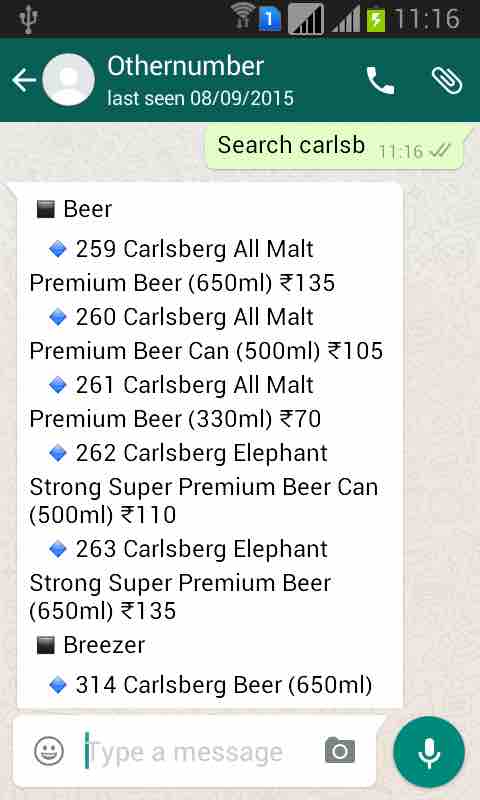 1
11:16
Othernumber
last seen 08/09/2015
Search carlsb 11:16
Beer
259 Carlsberg All Malt
Premium Beer (650ml) ₹135
260 Carlsberg All Malt
Premium Beer Can (500ml) ₹105
261 Carlsberg All Malt
Premium Beer (330ml) ₹70
262 Carlsberg Elephant
Strong Super Premium Beer Can
(500ml) ₹110
263 Carlsberg Elephant
Strong Super Premium Beer
(650ml) ₹135
Breezer
314 Carlsberg Beer (650ml)
Type a message